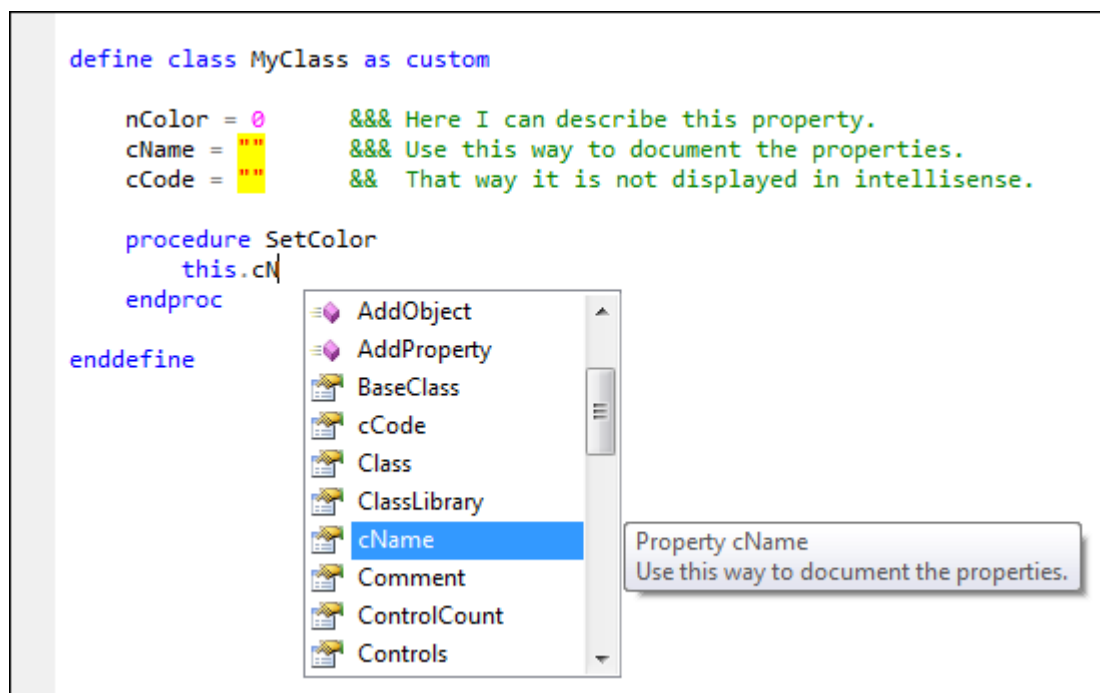 define class MyClass as custom
nColor = 0 &&& Here I can describe this property.
cName = "" &&& Use this way to document the properties.
cCode = "" && That way it is not displayed in intellisense.
procedure SetColor
this.cN
endproc
enddefine
AddObject
AddProperty
BaseClass
cCode
Class
ClassLibrary
cName
Comment
ControlCount
Controls
Property cName
Use this way to document the properties.